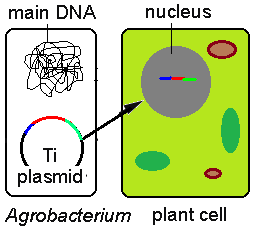 main DNA
nucleus
Ti
plasmid
Agrobacterium
plant cell